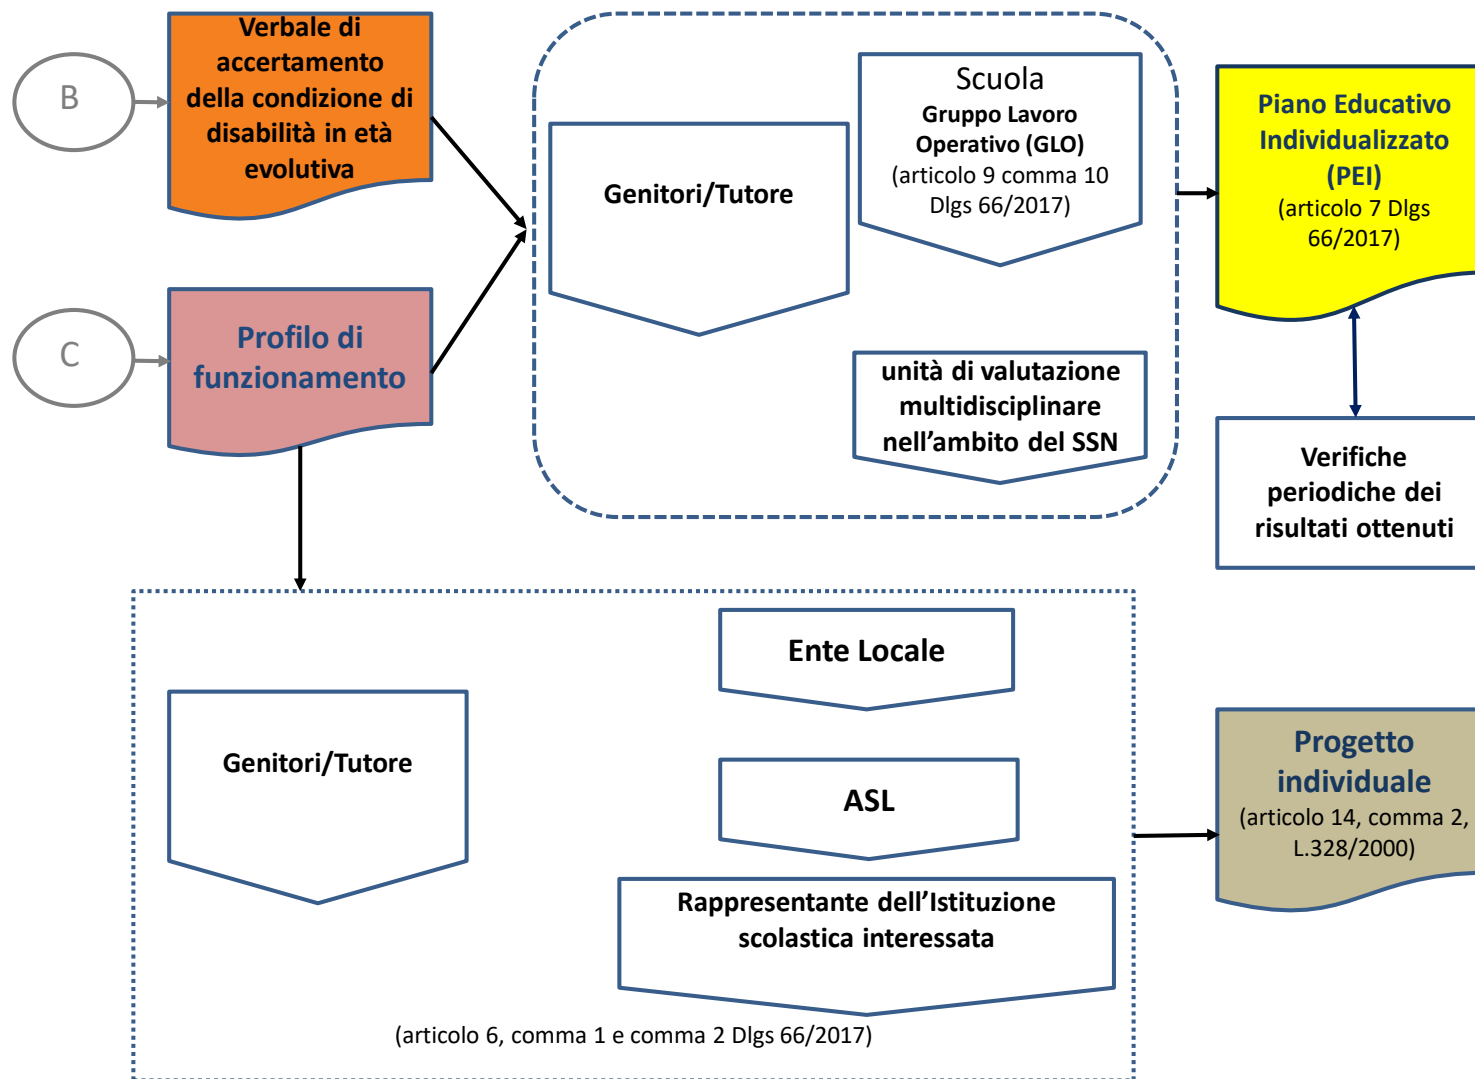 B
Verbale di
accertamento
della condizione di
disabilità in età
evolutiva
C
Profilo di
funzionamento
Genitori/Tutore
Scuola
Gruppo Lavoro
Operativo (GLO)
(articolo 9 comma 10
Dlgs 66/2017)
unità di valutazione
multidisciplinare
nell’ambito del SSN
Piano Educativo
Individualizzato
(PEI)
(articolo 7 Dlgs
66/2017)
Verifiche
periodiche dei
risultati ottenuti
Genitori/Tutore
Ente Locale
ASL
Rappresentante dell’Istituzione
scolastica interessata
(articolo 6, comma 1 e comma 2 Dlgs 66/2017)
Progetto
individuale
(articolo 14, comma 2,
L.328/2000)